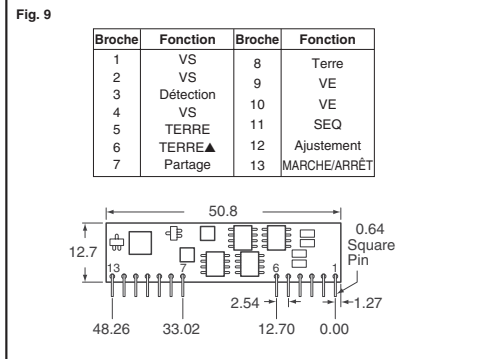 Fig. 9
Broche Fonction Broche Fonction
1 VS
2 VS
3 Détection
4 VS
5 TERRE
6 TERRE▲
7 Partage
8 Terre
9 VE
10 VE
11 SEQ
12 Ajustement
13 MARCHE/ARRÊT
50.8
12.7
0.64
Square
Pin
13 7 6 1
2.54 1.27
48.26 33.02 12.70 0.00